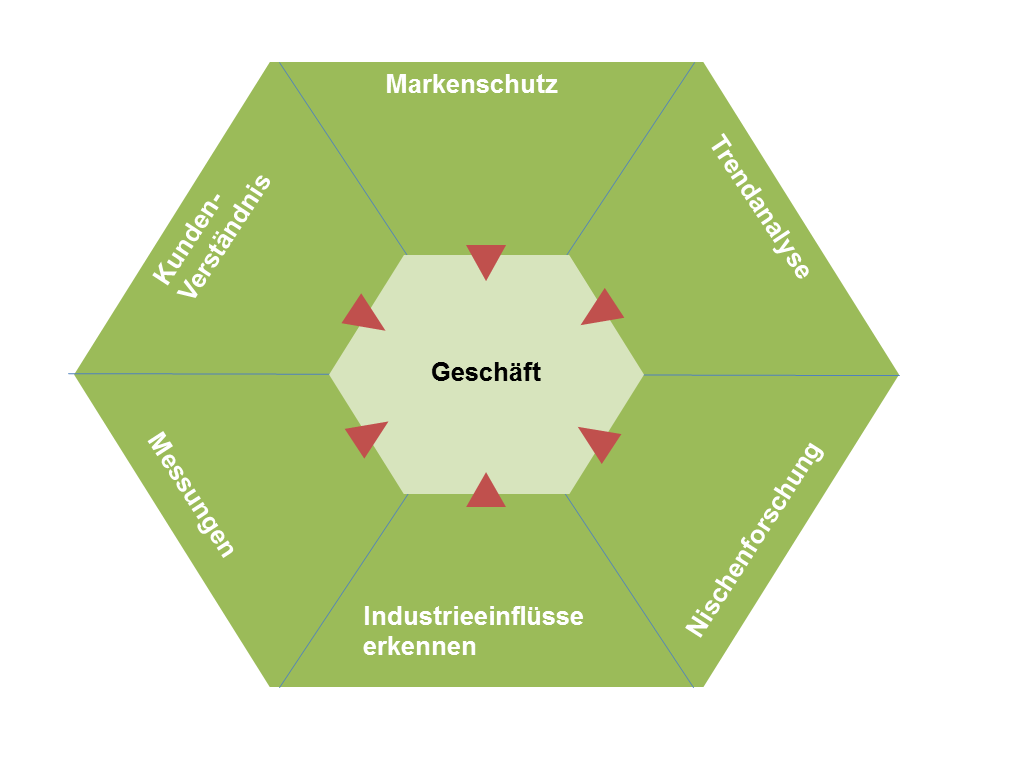 Markenschutz
Trendanalyse
Kunden-
Verständnis
Geschäft
Messungen
Nischenforschung
Industrieeinflüsse
erkennen